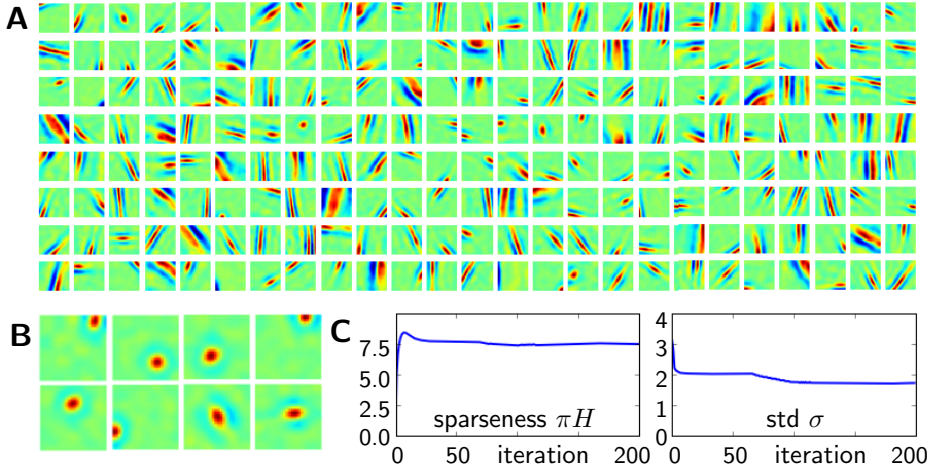 A
B
C
7.5
5.0
2.5
0.0
sparseness πH
0 50 iteration 200
4
3
2
1
0
std σ
0 50 iteration 200